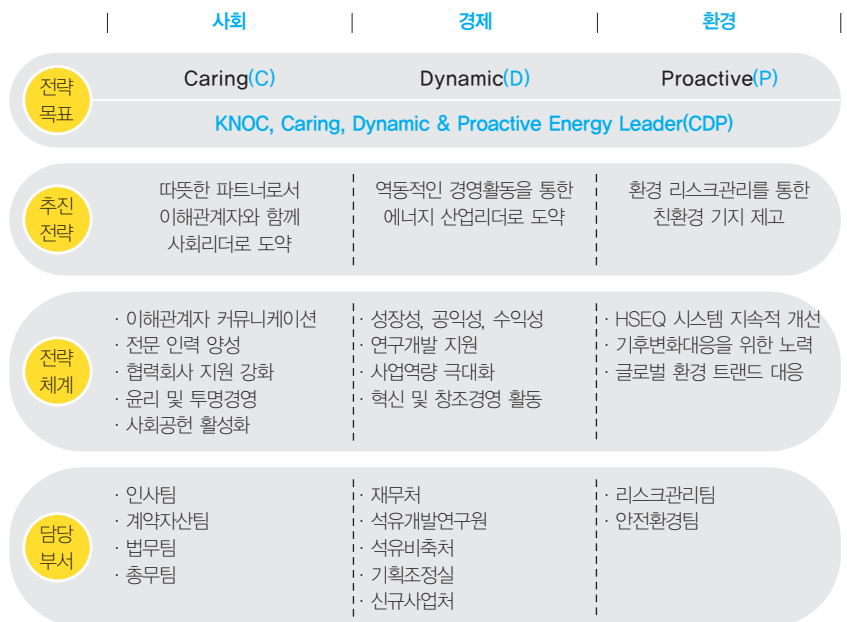 사회 경제 환경
전략
목표
Caring(C) Dynamic(D) Proactive(P)
KNOC, Caring, Dynamic & Proactive Energy Leader(CDP)
추진
전략
따뜻한 파트너로서
이해관계자와 함께
사회리더로 도약
역동적인 경영활동을 통한
에너지 산업리더로 도약
환경 리스크관리를 통한
친환경 기지 제고
전략
체계
· 이해관계자 커뮤니케이션
· 전문 인력 양성
· 협력회사 지원 강화
· 윤리 및 투명경영
· 사회공헌 활성화
· 성장성, 공익성, 수익성
· 연구개발 지원
· 사업역량 극대화
· 혁신 및 창조경영 활동
· HSEQ 시스템 지속적 개선
· 기후변화대응을 위한 노력
· 글로벌 환경 트랜드 대응
담당
부서
· 인사팀
· 계약자산팀
· 법무팀
· 총무팀
· 재무처
· 석유개발연구원
· 석유비축처
· 기획조정실
· 신규사업처
· 리스크관리팀
· 안전환경팀